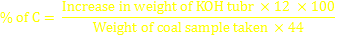 % of C = Increase in weight of KOH tubr × 12 × 100
Weight of coal sample taken × 44